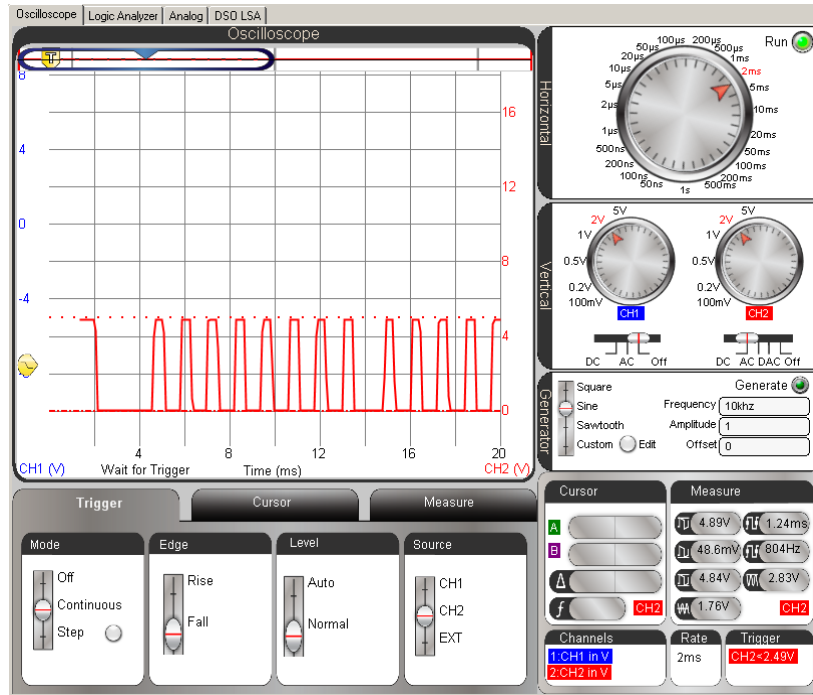 Oscilloscope Logic Analyzer Analog DSO LSA
Oscilloscope
T
8
4
0
-4
16
12
8
4
0
4 8 12 16 20
CH1 (V) Wait for Trigger Time (ms) CH2 (V)
Horizontal
Run
50ns 100ns 200ns 500ns 1µs 2µs 5µs 10µs 20µs 50µs 100µs 200µs 500µs 1ms 2ms 5ms 10ms 20ms 50ms 100ms 200ms 500ms 1s
Vertical
100mV 0.2V 0.5V 1V 2V 5V
CH1
DC AC Off
100mV 0.2V 0.5V 1V 2V 5V
CH2
DC AC DAC Off
Generator
Square
Sine
Sawtooth
Custom Edit
Generate
Frequency 10khz
Amplitude 1
Offset 0
Trigger Cursor Measure
Mode
Off
Continuous
Step
Edge
Rise
Fall
Level
Auto
Normal
Source
CH1
CH2
EXT
Cursor
A
B
Δ
f CH2
Measure
4.89V 1.24ms
48.6mV 804Hz
4.84V 2.83V
1.76V CH2
Channels
1:CH1 in V
2:CH2 in V
Rate
2ms
Trigger
CH2<2.49V